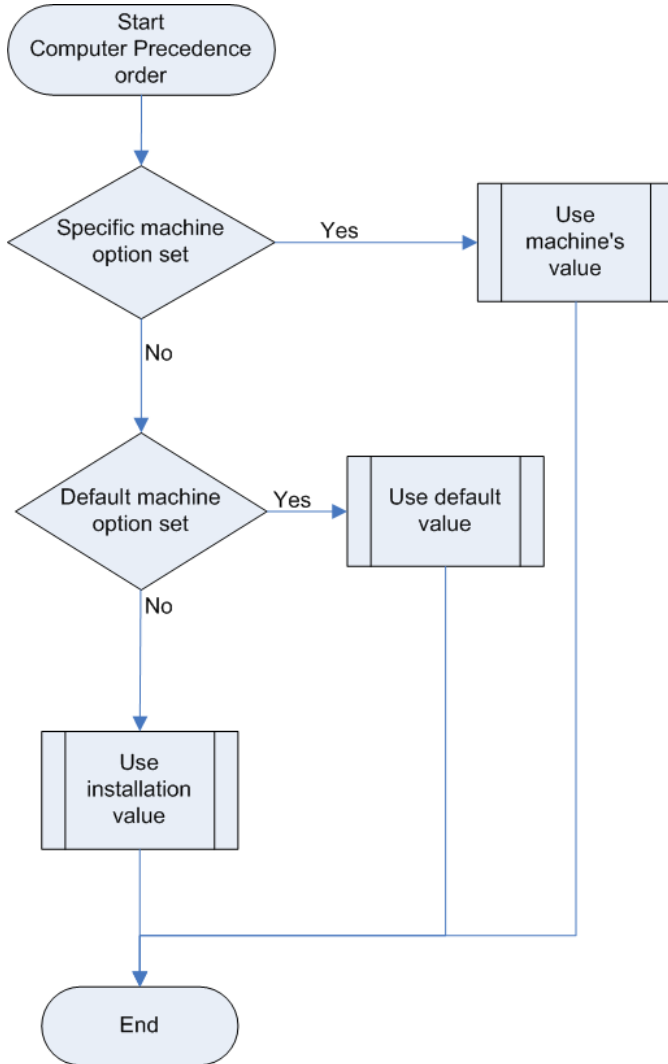 Start
Computer Precedence
order
Specific machine
option set
Yes
Use
machine's
value
No
Default machine
option set
Yes
Use default
value
No
Use
installation
value
End